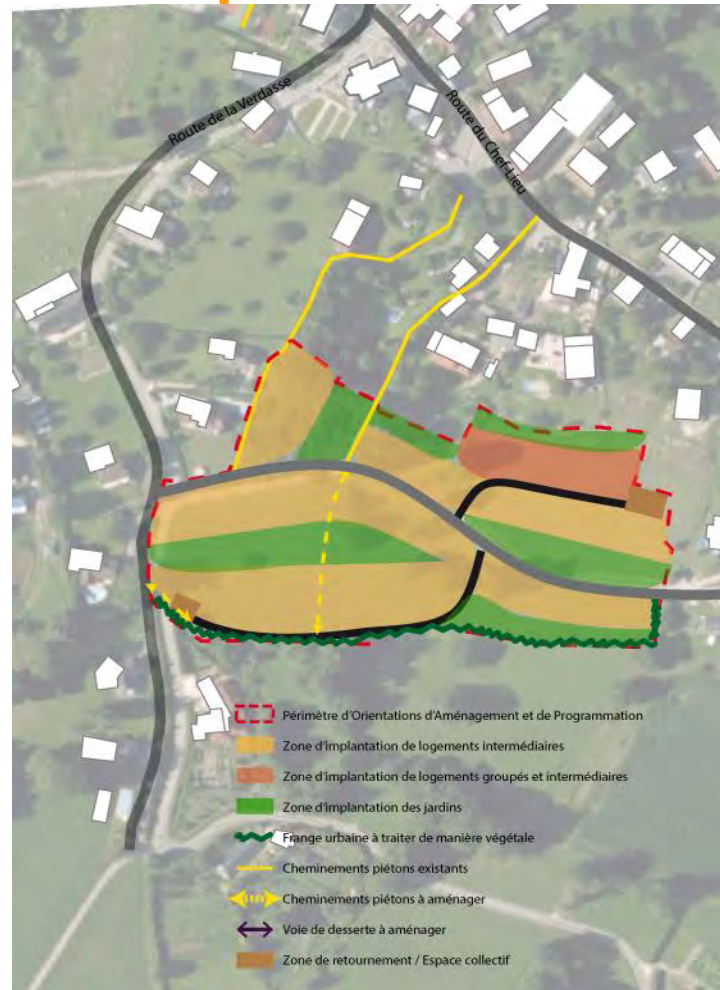 Route de la Verdasse
Route du Chef-Lieu
Périmètre d'Orientations d'Aménagement et de Programmation
Zone d'implantation de logements intermédiaires
Zone d'implantation de logements groupés et intermédiaires
Zone d'implantation des jardins
Frange urbaine à traiter de manière végétale
Cheminements piétons existants
Cheminements piétons à aménager
Voie de desserte à aménager
Zone de retournement / Espace collectif